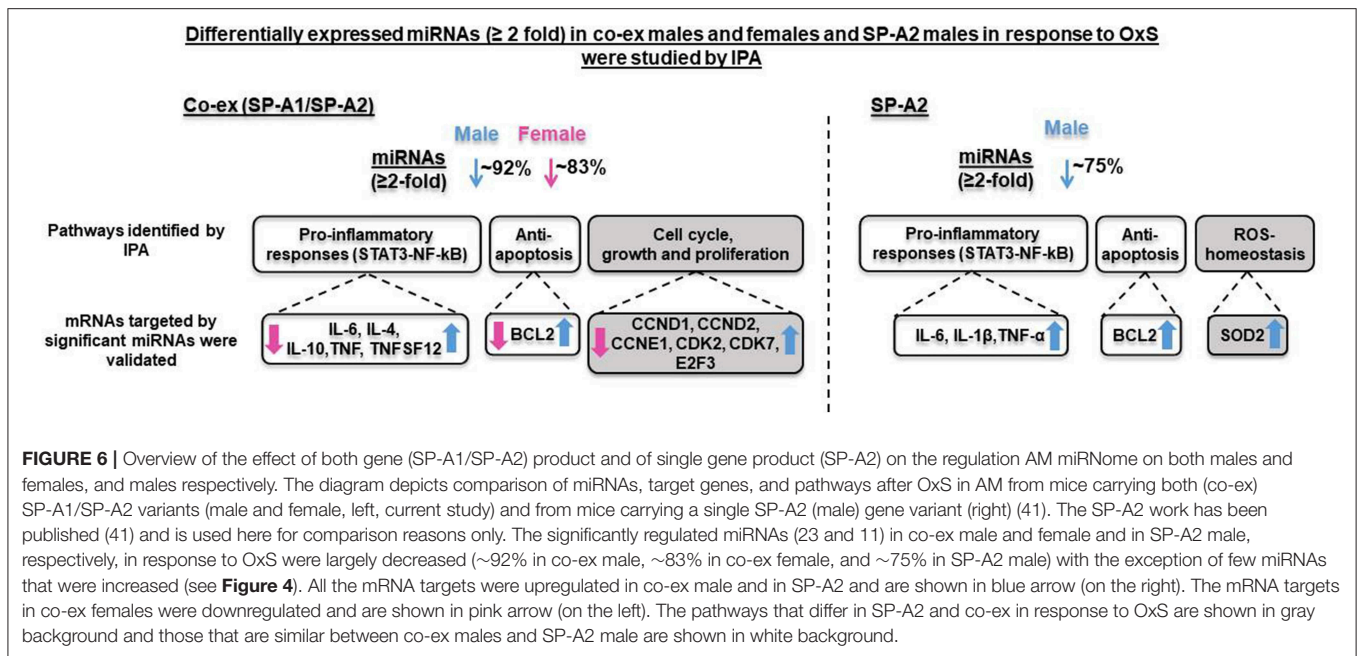 Differentially expressed miRNAs (≥ 2 fold) in co-ex males and females and SP-A2 males in response to OxS
were studied by IPA
Co-ex (SP-A1/SP-A2)
Male Female
miRNAs
(≥2-fold)
~92%
~83%
SP-A2
Male
miRNAs
(≥2-fold)
~75%
Pathways identified by
IPA
Pro-inflammatory
responses (STAT3-NF-kB)
Anti-
apoptosis
Cell cycle,
growth and proliferation
Pro-inflammatory
responses (STAT3-NF-kB)
Anti-
apoptosis
ROS-
homeostasis
mRNAs targeted by
significant miRNAs were
validated
IL-6, IL-4,
IL-10,TNF, TNFSF12
BCL2
CCND1, CCND2,
CCNE1, CDK2, CDK7,
E2F3
IL-6, IL-1β,TNF-α
BCL2
SOD2
FIGURE 6 | Overview of the effect of both gene (SP-A1/SP-A2) product and of single gene product (SP-A2) on the regulation AM miRNome on both males and
females, and males respectively. The diagram depicts comparison of miRNAs, target genes, and pathways after OxS in AM from mice carrying both (co-ex)
SP-A1/SP-A2 variants (male and female, left, current study) and from mice carrying a single SP-A2 (male) gene variant (right) (41). The SP-A2 work has been
published (41) and is used here for comparison reasons only. The significantly regulated miRNAs (23 and 11) in co-ex male and female and in SP-A2 male,
respectively, in response to OxS were largely decreased (~92% in co-ex male, ~83% in co-ex female, and ~75% in SP-A2 male) with the exception of few miRNAs
that were increased (see Figure 4). All the mRNA targets were upregulated in co-ex male and in SP-A2 and are shown in blue arrow (on the right). The mRNA targets
in co-ex females were downregulated and are shown in pink arrow (on the left). The pathways that differ in SP-A2 and co-ex in response to OxS are shown in gray
background and those that are similar between co-ex males and SP-A2 male are shown in white background.